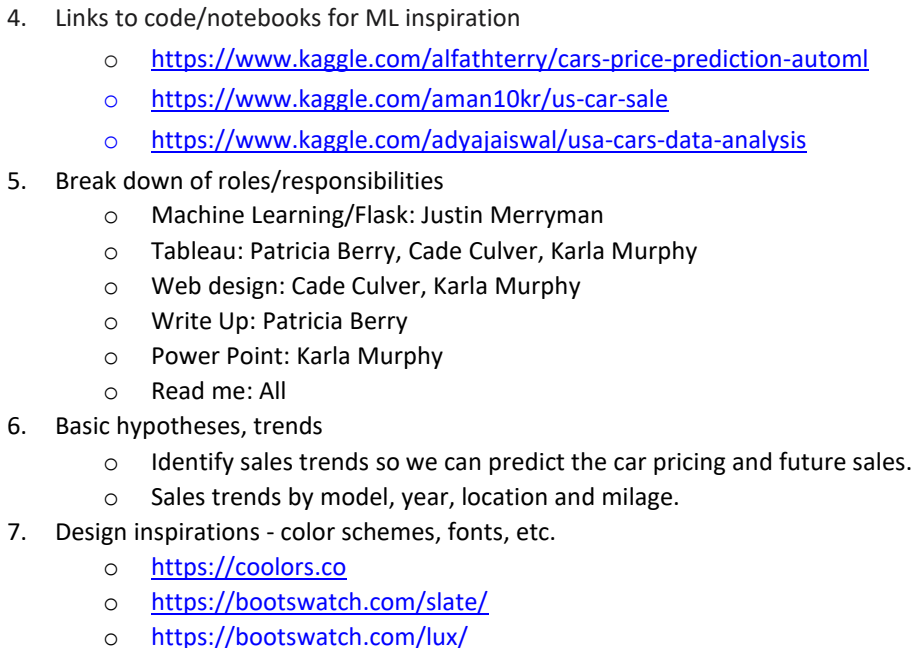 4. Links to code/notebooks for ML inspiration
o https://www.kaggle.com/alfathterry/cars-price-prediction-automl
o https://www.kaggle.com/aman10kr/us-car-sale
o https://www.kaggle.com/adyajaiswal/usa-cars-data-analysis
5. Break down of roles/responsibilities
o Machine Learning/Flask: Justin Merryman
o Tableau: Patricia Berry, Cade Culver, Karla Murphy
o Web design: Cade Culver, Karla Murphy
o Write Up: Patricia Berry
o Power Point: Karla Murphy
o Read me: All
6. Basic hypotheses, trends
o Identify sales trends so we can predict the car pricing and future sales.
o Sales trends by model, year, location and milage.
7. Design inspirations - color schemes, fonts, etc.
o https://coolors.co
o https://bootswatch.com/slate/
o https://bootswatch.com/lux/